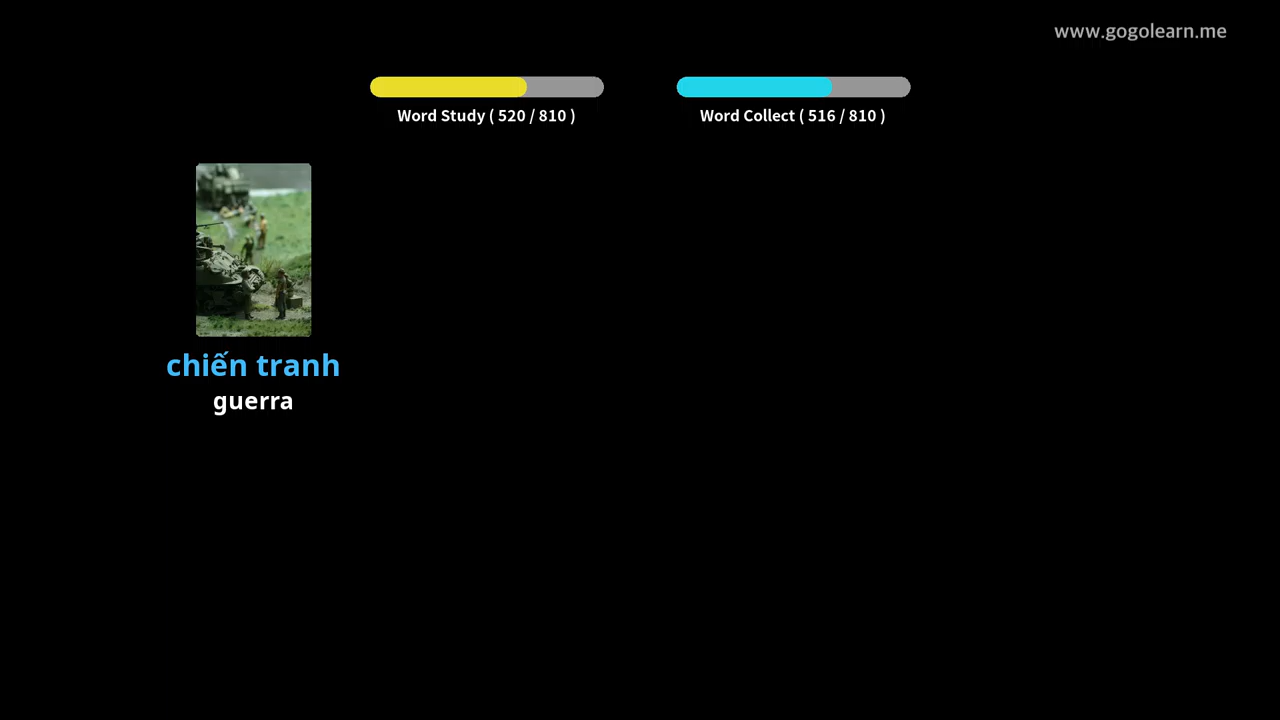 www.gogolearn.me
Word Study ( 520 / 810 )
Word Collect ( 516 / 810 )
chiến tranh
guerra